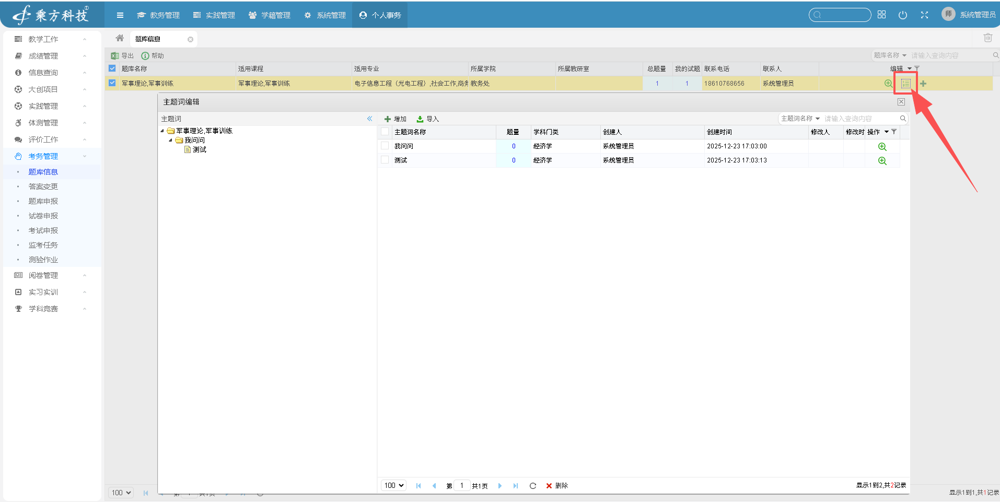 乘方科技
教务管理
实践管理
学籍管理
系统管理
个人事务
师
系统管理员
教学工作
成绩管理
信息查询
大创项目
实践管理
体测管理
评价工作
考务管理
题库信息
答案变更
题库申报
试卷申报
考试申报
监考任务
测验作业
阅卷管理
实习实训
学科竞赛
题库信息
导出 帮助
题库名称 请输入查询内容
题库名称 适用课程 适用专业 所属学院 所属教研室 总题量 我的试题 联系电话 联系人 编辑
军事理论,军事训练 军事理论,军事训练 电子信息工程（光电工程）,社会工作,商务 教务处 1 1 18610768656 系统管理员
主题词编辑
主题词
军事理论,军事训练
我问问
测试
增加 导入
主题词名称 请输入查询内容
主题词名称 题量 学科门类 创建人 创建时间 修改人 修改时 操作
我问问 0 经济学 系统管理员 2025-12-23 17:03:00
测试 0 经济学 系统管理员 2025-12-23 17:03:13
100 第 1 共1页 删除 显示1到2,共2记录
100 第 1 共1页 显示1到1,共1记录